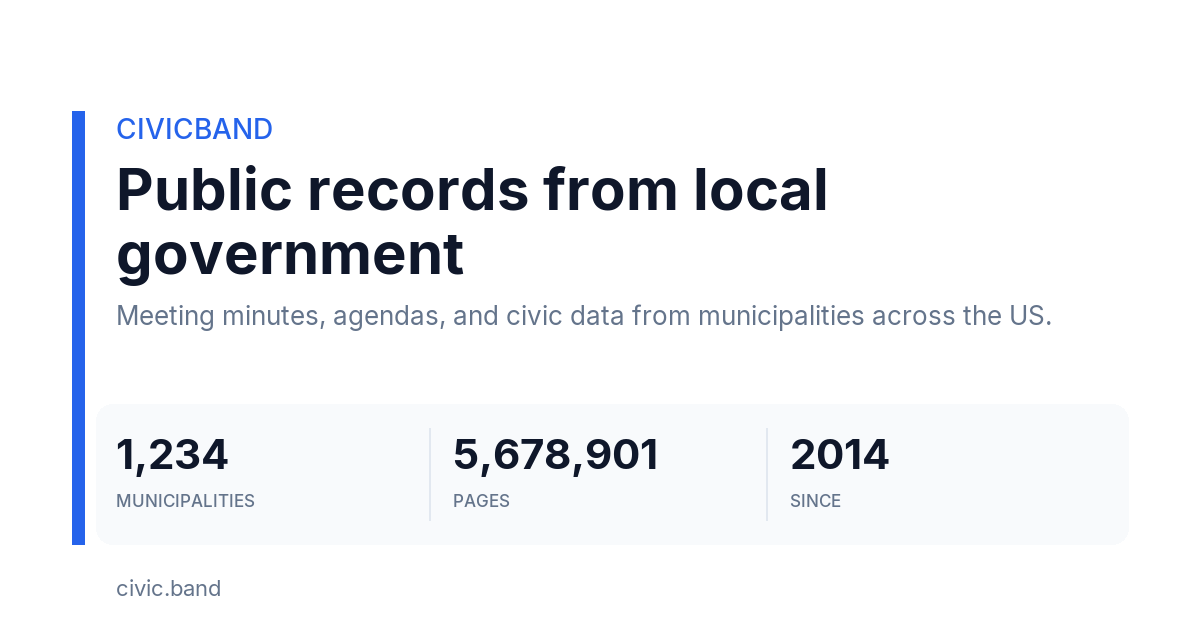 CIVICBAND
Public records from local
government
Meeting minutes, agendas, and civic data from municipalities across the US.
1,234
MUNICIPALITIES
5,678,901
PAGES
2014
SINCE
civic.band